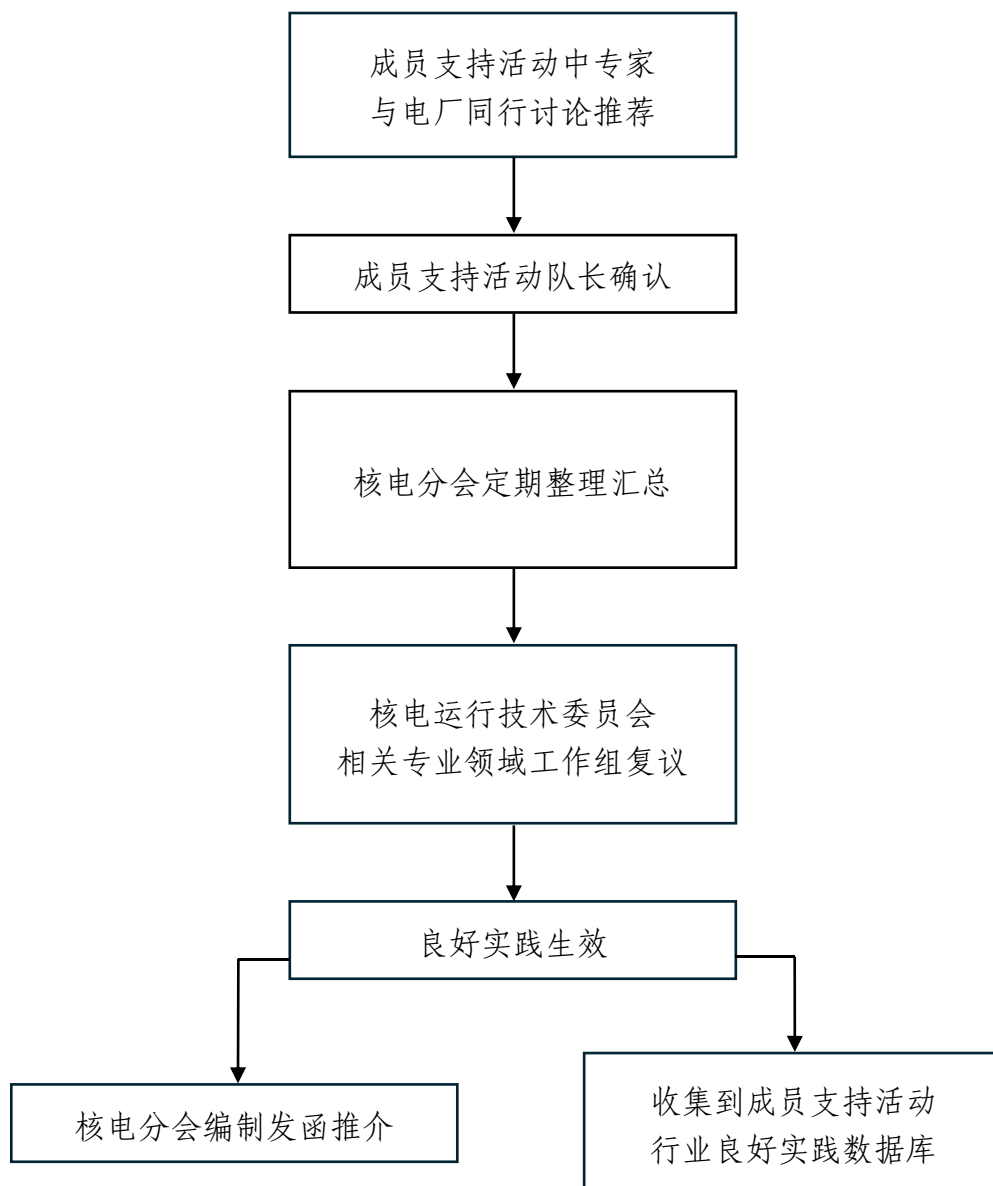 成员支持活动中专家
与电厂同行讨论推荐
成员支持活动队长确认
核电分会定期整理汇总
核电运行技术委员会
相关专业领域工作组复议
良好实践生效
核电分会编制发函推介
收集到成员支持活动
行业良好实践数据库